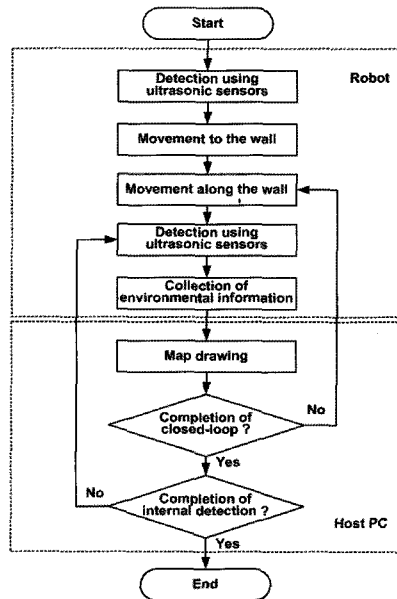 Start
Detection using
ultrasonic sensors
Robot
Movement to the wall
Movement along the wall
Detection using
ultrasonic sensors
Collection of
environmental information
Map drawing
Completion of
closed-loop ?
No
Yes
No
Completion of
internal detection ?
Host PC
Yes
End